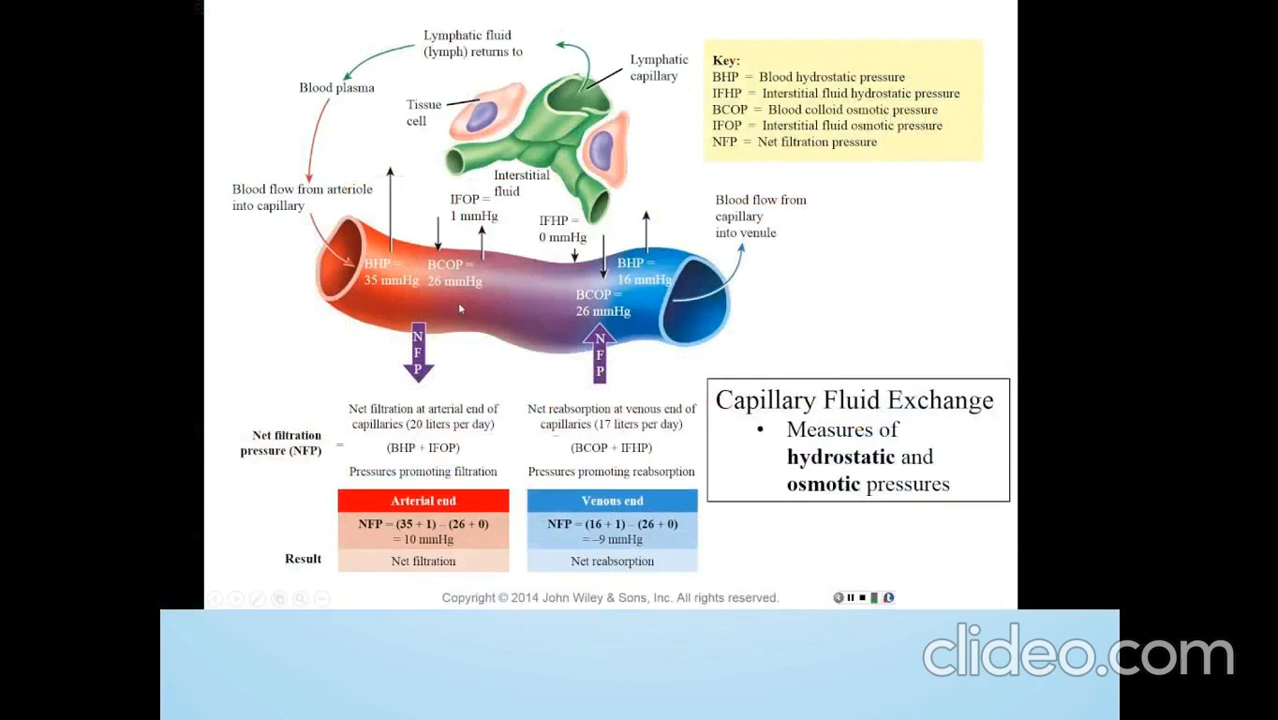 Lymphatic fluid
(lymph) returns to
Lymphatic
capillary
Blood plasma
Tissue
cell
Interstitial
fluid
Key:
BHP = Blood hydrostatic pressure
IFHP = Interstitial fluid hydrostatic pressure
BCOP = Blood colloid osmotic pressure
IFOP = Interstitial fluid osmotic pressure
NFP = Net filtration pressure
Blood flow from arteriole
into capillary
IFOP =
1 mmHg
IFHP =
0 mmHg
Blood flow from
capillary
into venule
BHP =
35 mmHg
BCOP =
26 mmHg
BHP =
16 mmHg
BCOP =
26 mmHg
N
F
P
N
F
P
Net filtration at arterial end of
capillaries (20 liters per day)
Net reabsorption at venous end of
capillaries (17 liters per day)
Net filtration
pressure (NFP)
=
(BHP + IFOP)
–
(BCOP + IFHP)
Pressures promoting filtration
Pressures promoting reabsorption
Arterial end
NFP = (35 + 1) – (26 + 0)
= 10 mmHg
Venous end
NFP = (16 + 1) – (26 + 0)
= –9 mmHg
Result
Net filtration
Net reabsorption
Capillary Fluid Exchange
• Measures of
hydrostatic and
osmotic pressures
Copyright © 2014 John Wiley & Sons, Inc. All rights reserved.
clideo.com